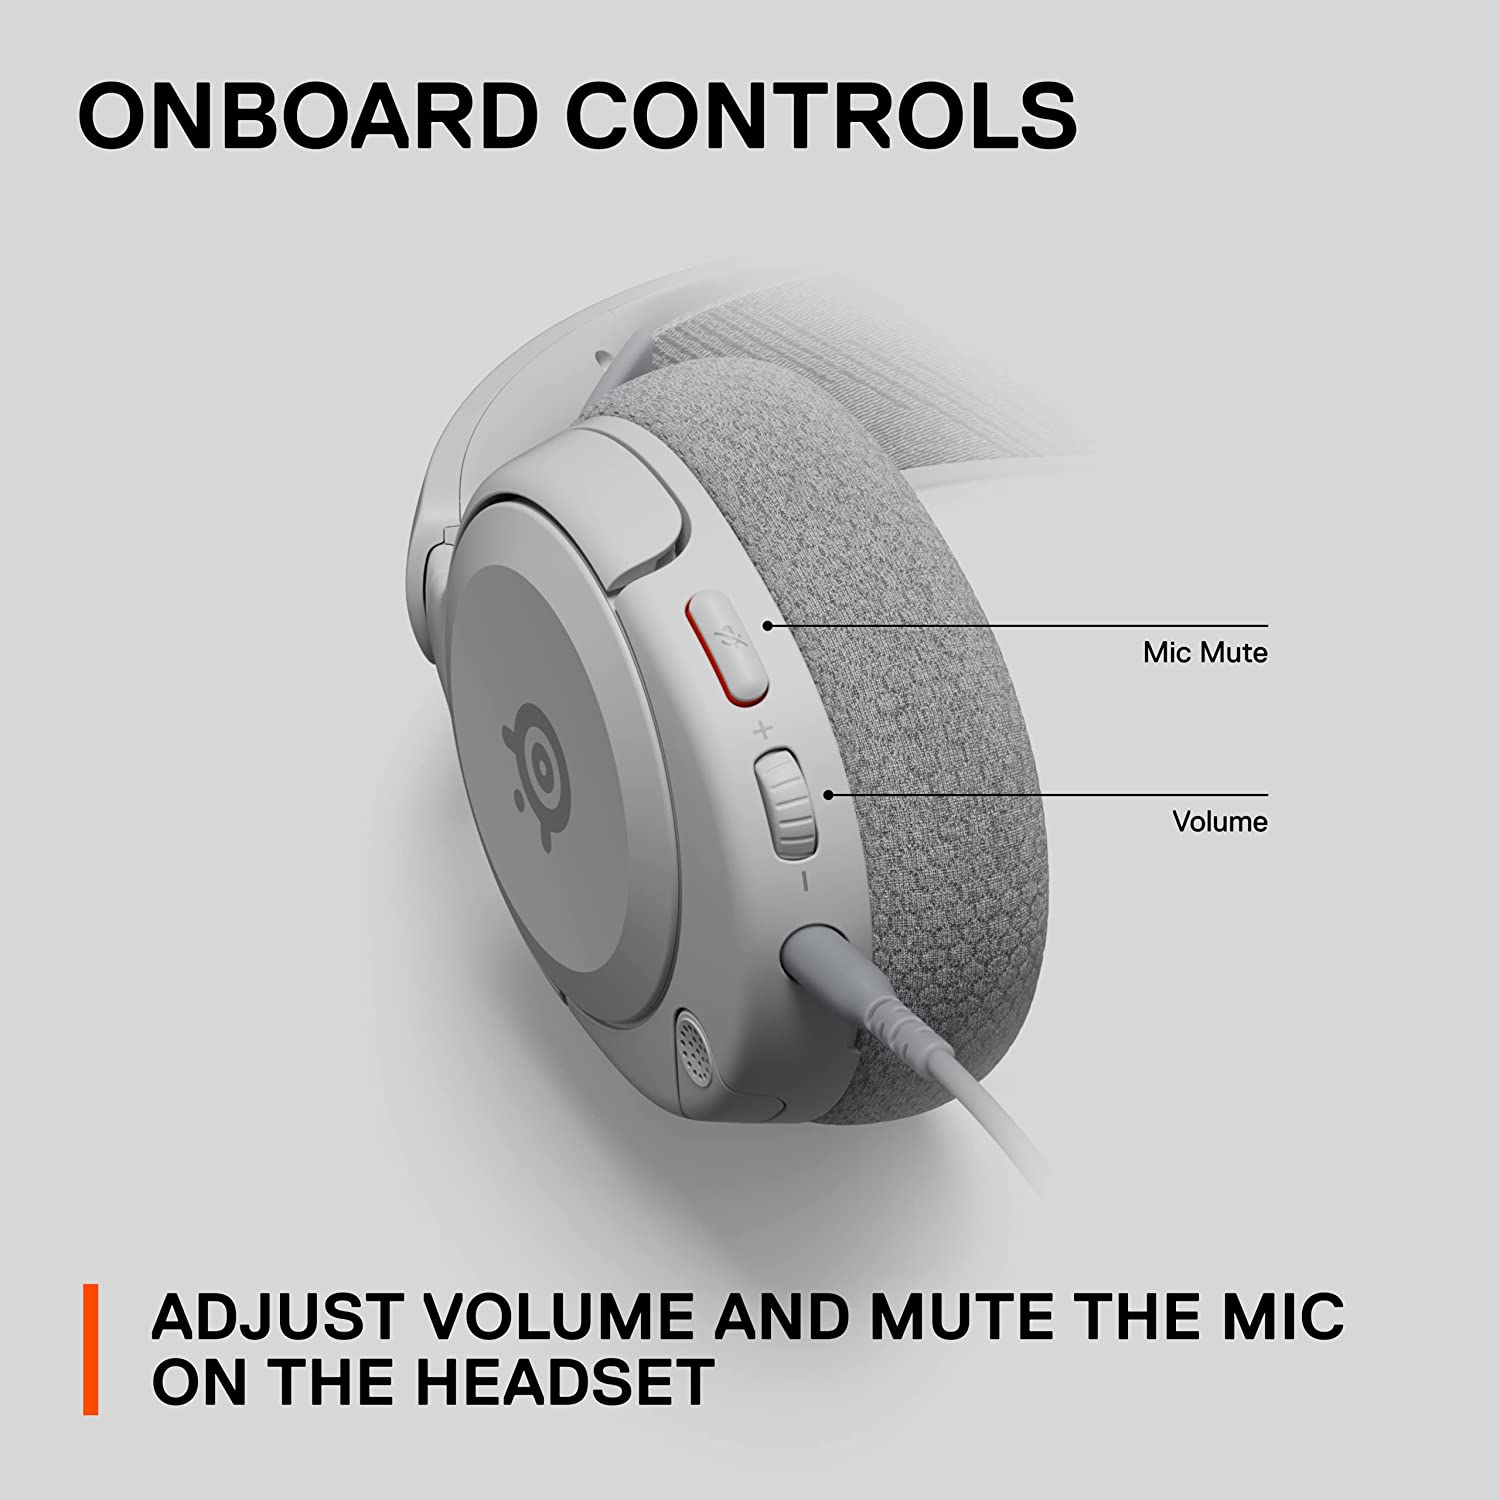 ONBOARD CONTROLS
Mic Mute
+
Volume
-
ADJUST VOLUME AND MUTE THE MIC
ON THE HEADSET